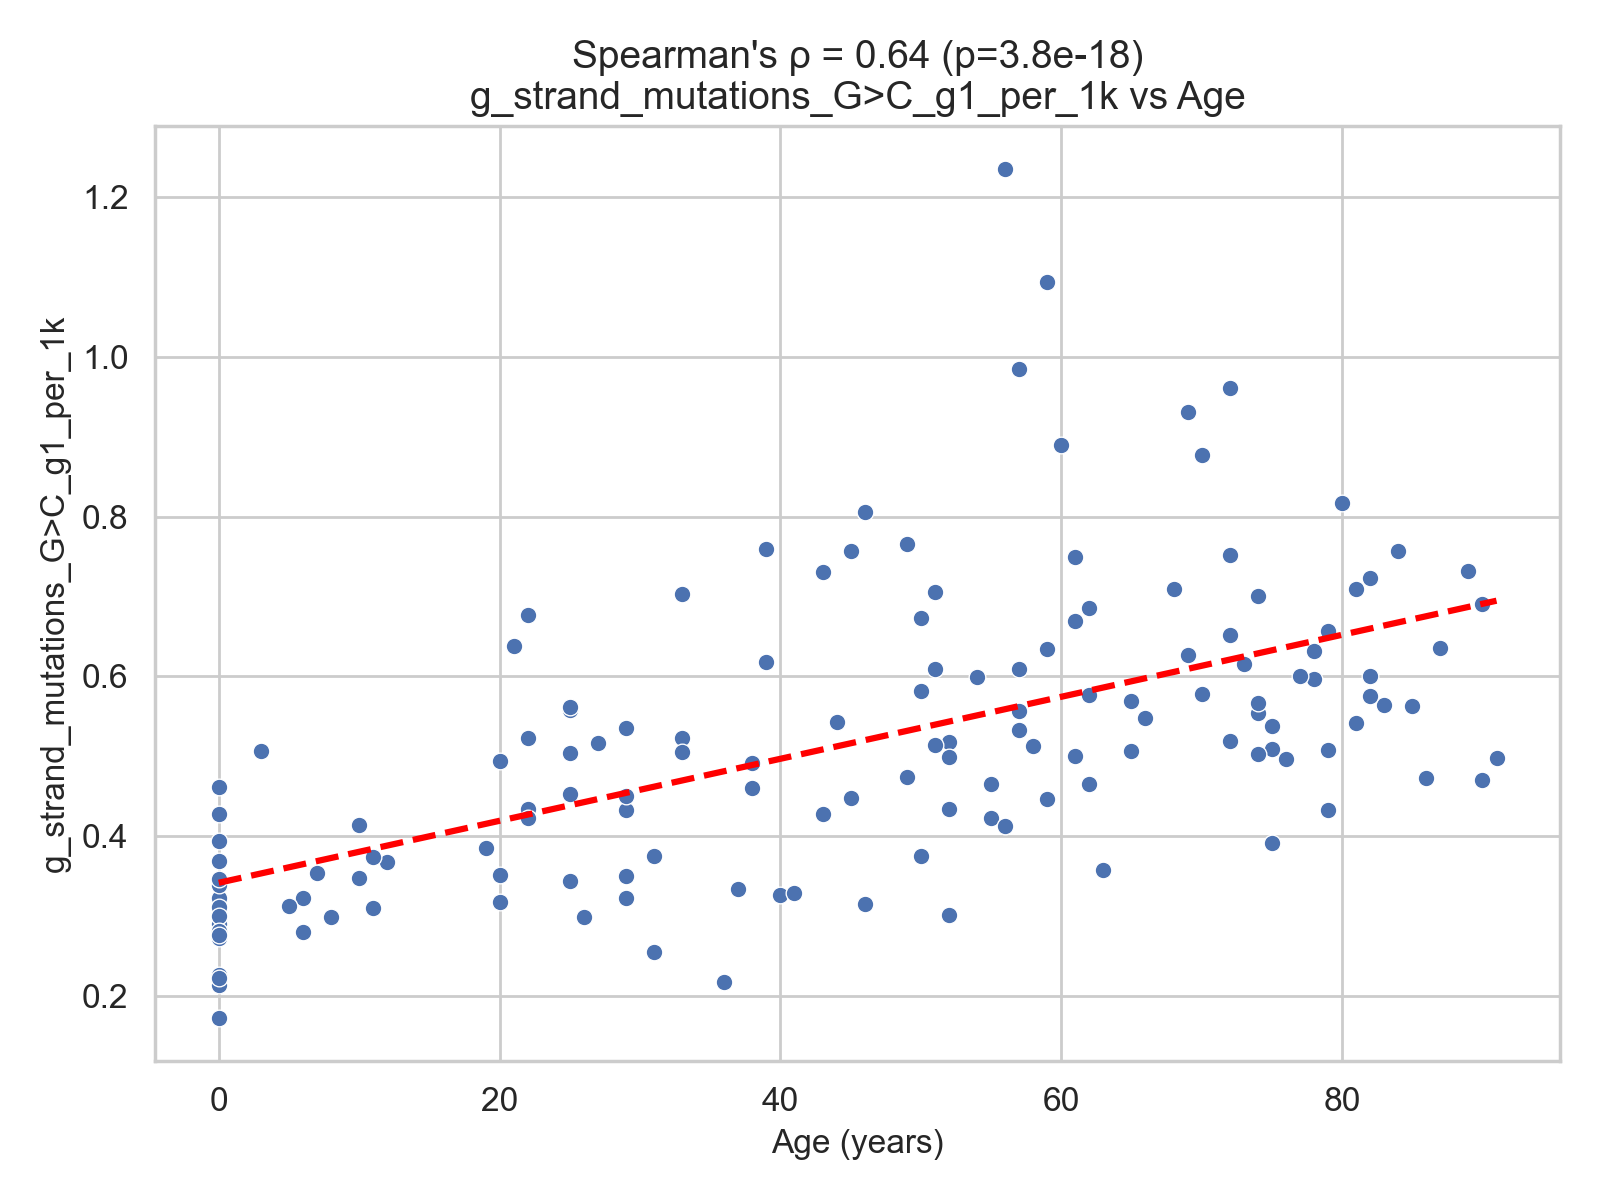 Spearman's ρ = 0.64 (p=3.8e-18)
g_strand_mutations_G>C_g1_per_1k vs Age
g_strand_mutations_G>C_g1_per_1k
1.2
1.0
0.8
0.6
0.4
0.2
0
20
40
60
80
Age (years)